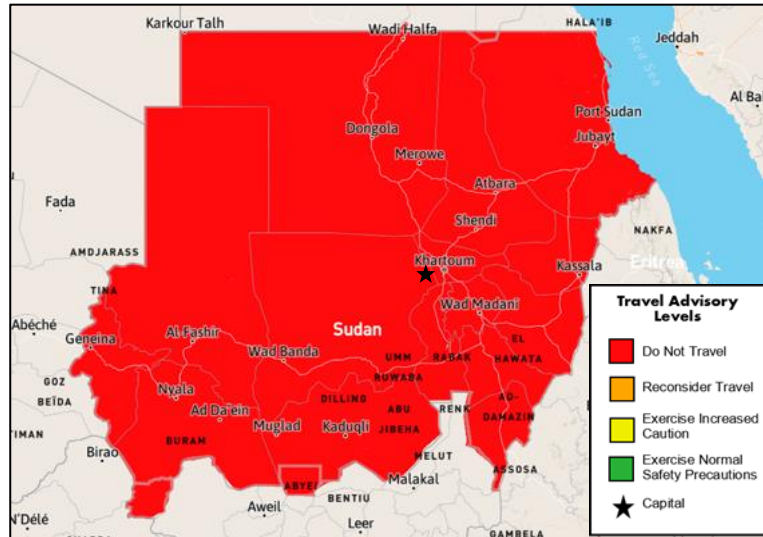 HALA'IB
Karkour Talh
Wadi Halfa
Jeddah
Red Sea
Al Ba
Port Sudan
Dongola
Jubayt
Merowe
Atbara
Fada
Shendi
NAKFA
AMDJARASS
Khartoum
Kassala
Eritrea
TINA
Wad Madani
Abéché
Geneina
Al Fashir
Sudan
EL
HAWATA
Wad Banda
UMM
RUWABA
RABAK
GOZ
BEÏDA
Nyala
DILLING
AD-
DAMAZIN
Ad Da'ein
ABU
JIBEHA
RENK
TIMAN
BURAM
Muglad
Kaduqli
Birao
MELUT
ASSOSA
ABYEI
Malakal
BENTIU
Aweil
N'Délé
Leer
GAMBELA
Travel Advisory
Levels
Do Not Travel
Reconsider Travel
Exercise Increased
Caution
Exercise Normal
Safety Precautions
Capital